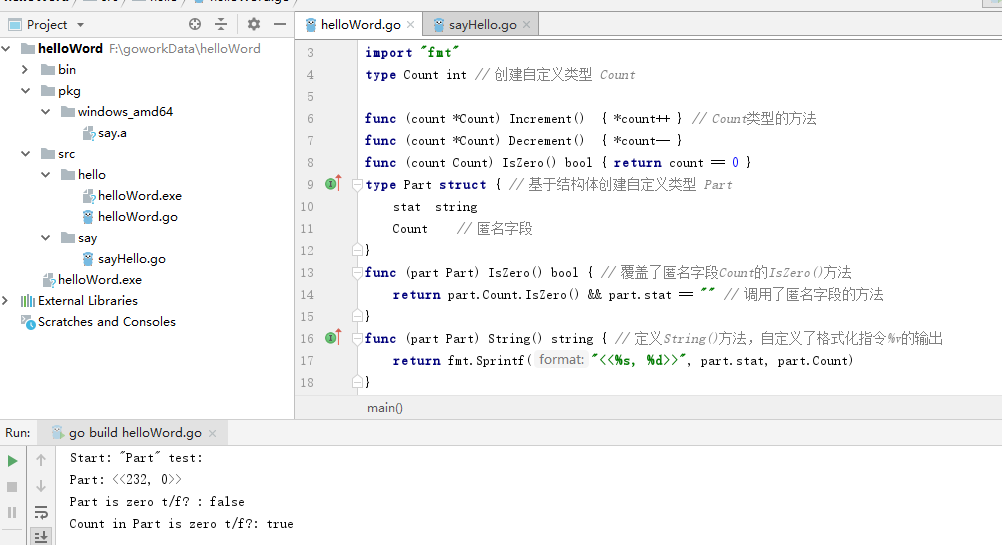 helloWord F:\goworkData\helloWord
bin
pkg
windows_amd64
say.a
src
hello
helloWord.exe
helloWord.go
say
sayHello.go
helloWord.exe
External Libraries
Scratches and Consoles
Project
helloWord.go
sayHello.go
3 import "fmt"
4 type Count int // 创建自定义类型 Count
5
6 func (count *Count) Increment() { *count++ } // Count类型的方法
7 func (count *Count) Decrement() { *count-- }
8 func (count Count) IsZero() bool { return count == 0 }
9 type Part struct { // 基于结构体创建自定义类型 Part
10 stat string
11 Count // 匿名字段
12 }
13 func (part Part) IsZero() bool { // 覆盖了匿名字段Count的IsZero()方法
14 return part.Count.IsZero() && part.stat == "" // 调用了匿名字段的方法
15 }
16 func (part Part) String() string { // 定义String()方法，自定义了格式化指令%v的输出
17 return fmt.Sprintf( format: "<<%s, %d>>", part.stat, part.Count)
18 }
main()
Run: go build helloWord.go
Start: "Part" test:
Part: <<232, 0>>
Part is zero t/f? : false
Count in Part is zero t/f?: true